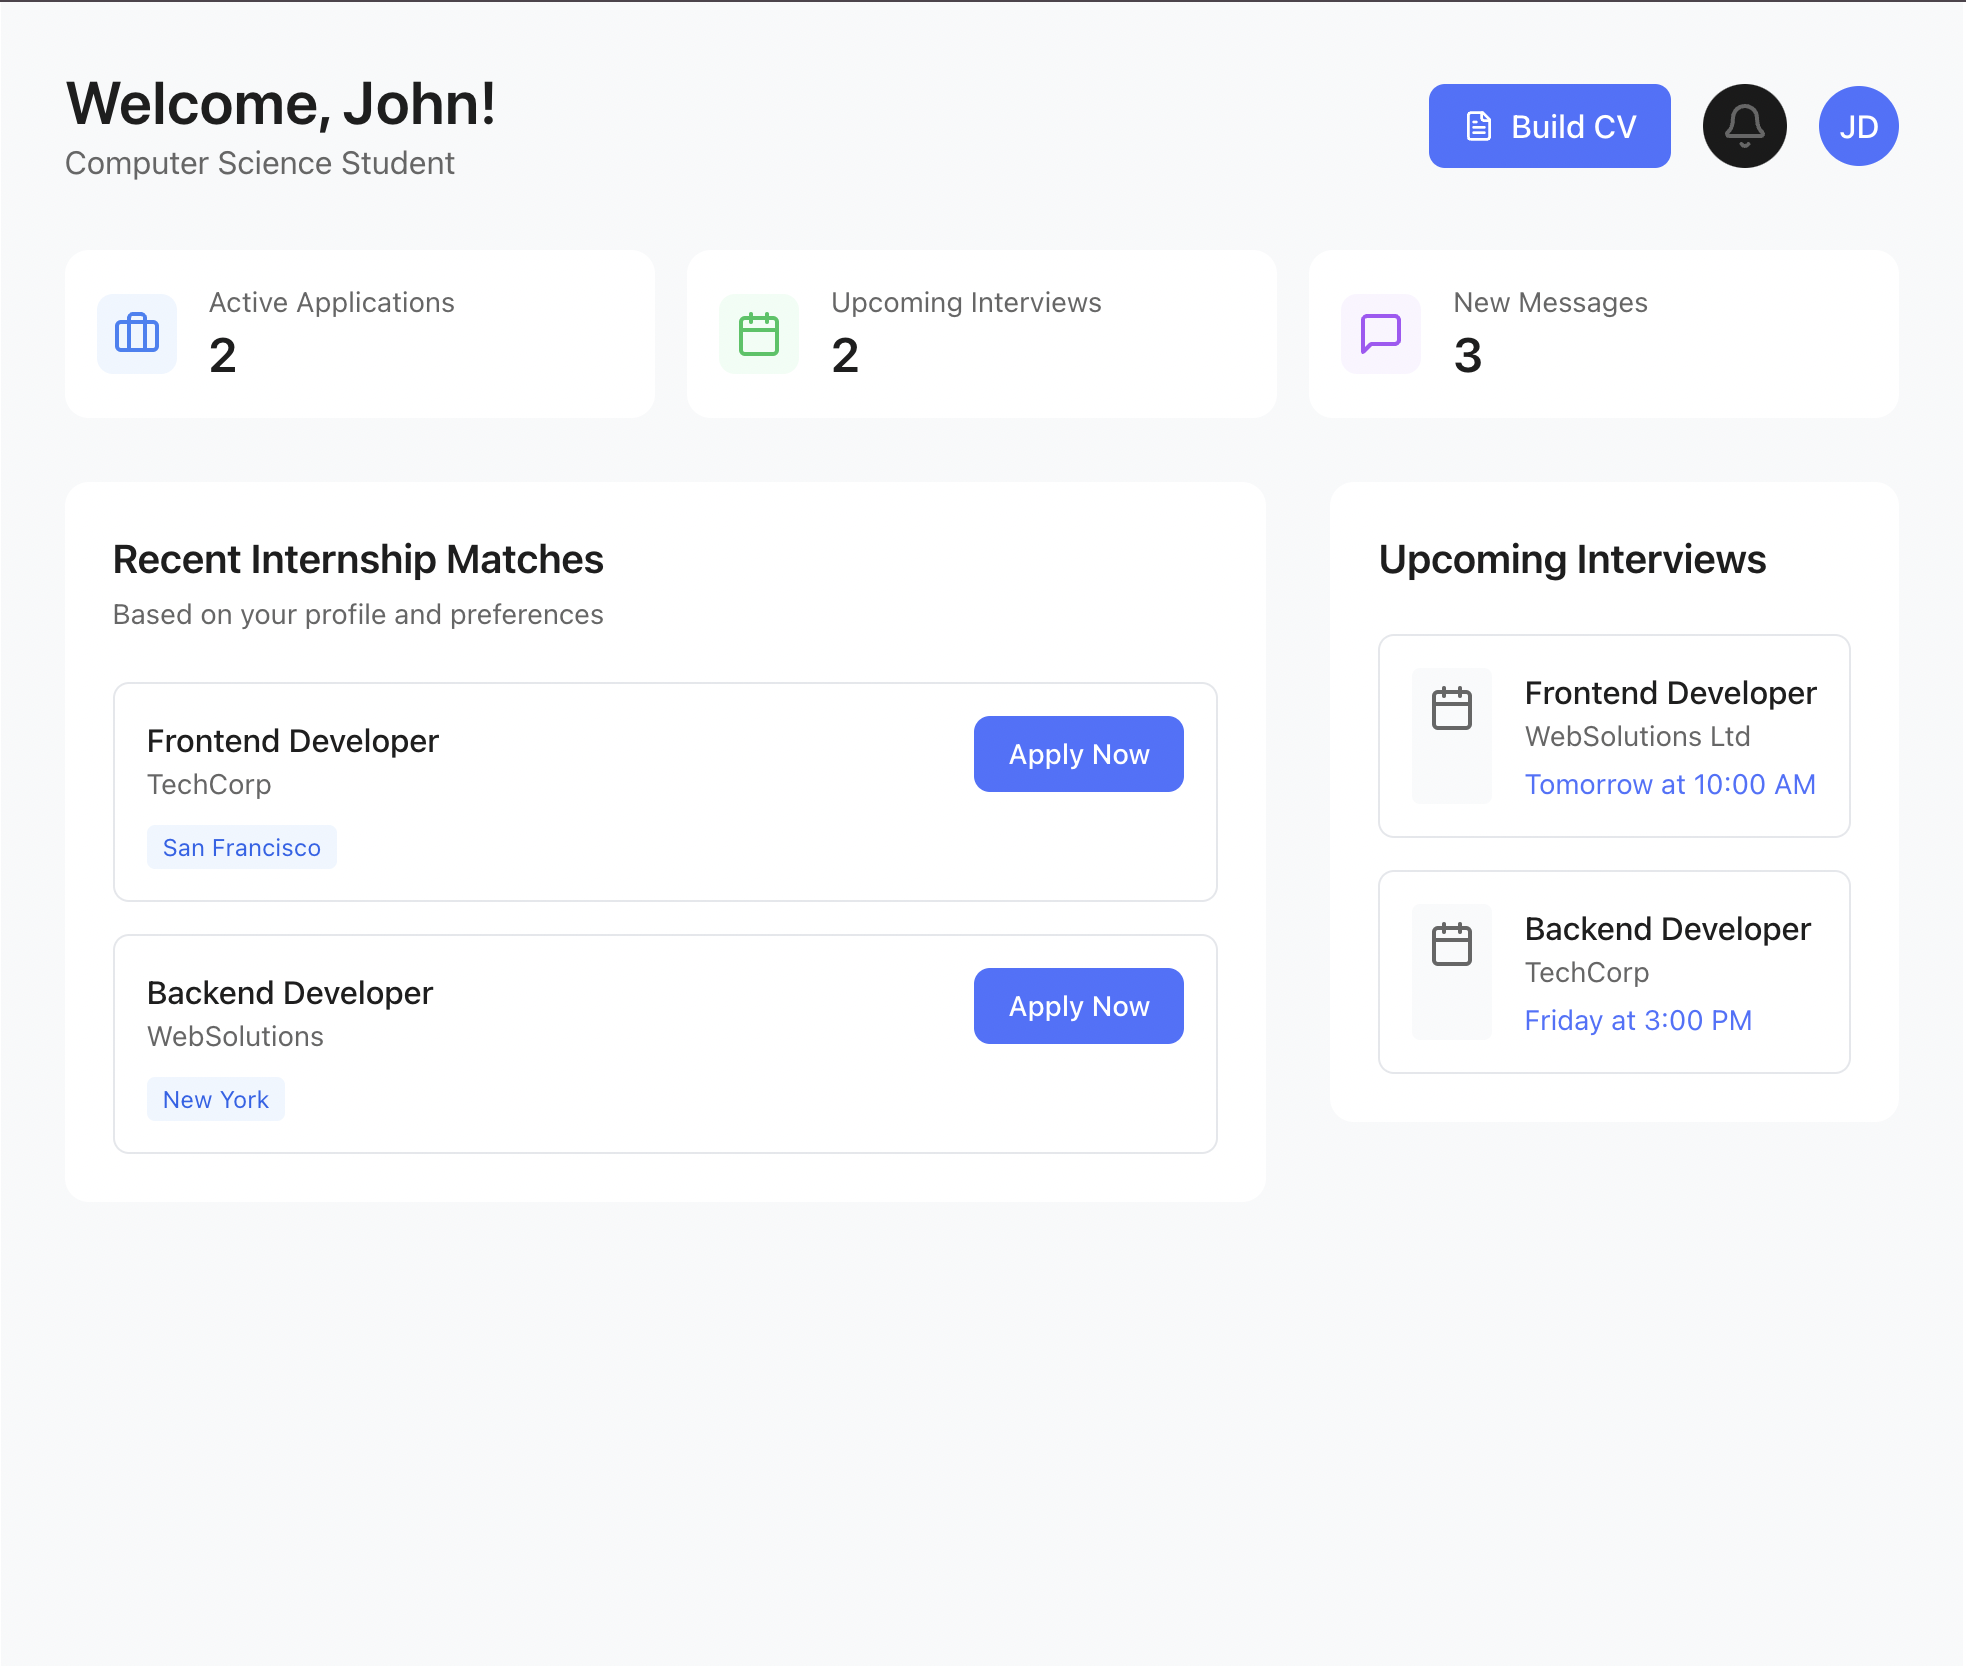 Welcome, John!
Computer Science Student
Build CV
JD
Active Applications
2
Upcoming Interviews
2
New Messages
3
Recent Internship Matches
Based on your profile and preferences
Frontend Developer
TechCorp
San Francisco
Apply Now
Backend Developer
WebSolutions
New York
Apply Now
Upcoming Interviews
Frontend Developer
WebSolutions Ltd
Tomorrow at 10:00 AM
Backend Developer
TechCorp
Friday at 3:00 PM